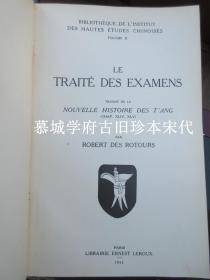 BIBLIOTHÈQUE DE L'INSTITUT
DES HAUTES ÉTUDES CHINOISES
VOLUME II
LE
TRAITÉ DES EXAMENS
TRADUIT DE LA
NOUVELLE HISTOIRE DES T'ANG
(CHAP. XLIV, XLV)
慕城学府古旧珍本宋代
PAR
ROBERT DES ROTOURS
PARIS
LIBRAIRIE ERNEST LEROUX
1932